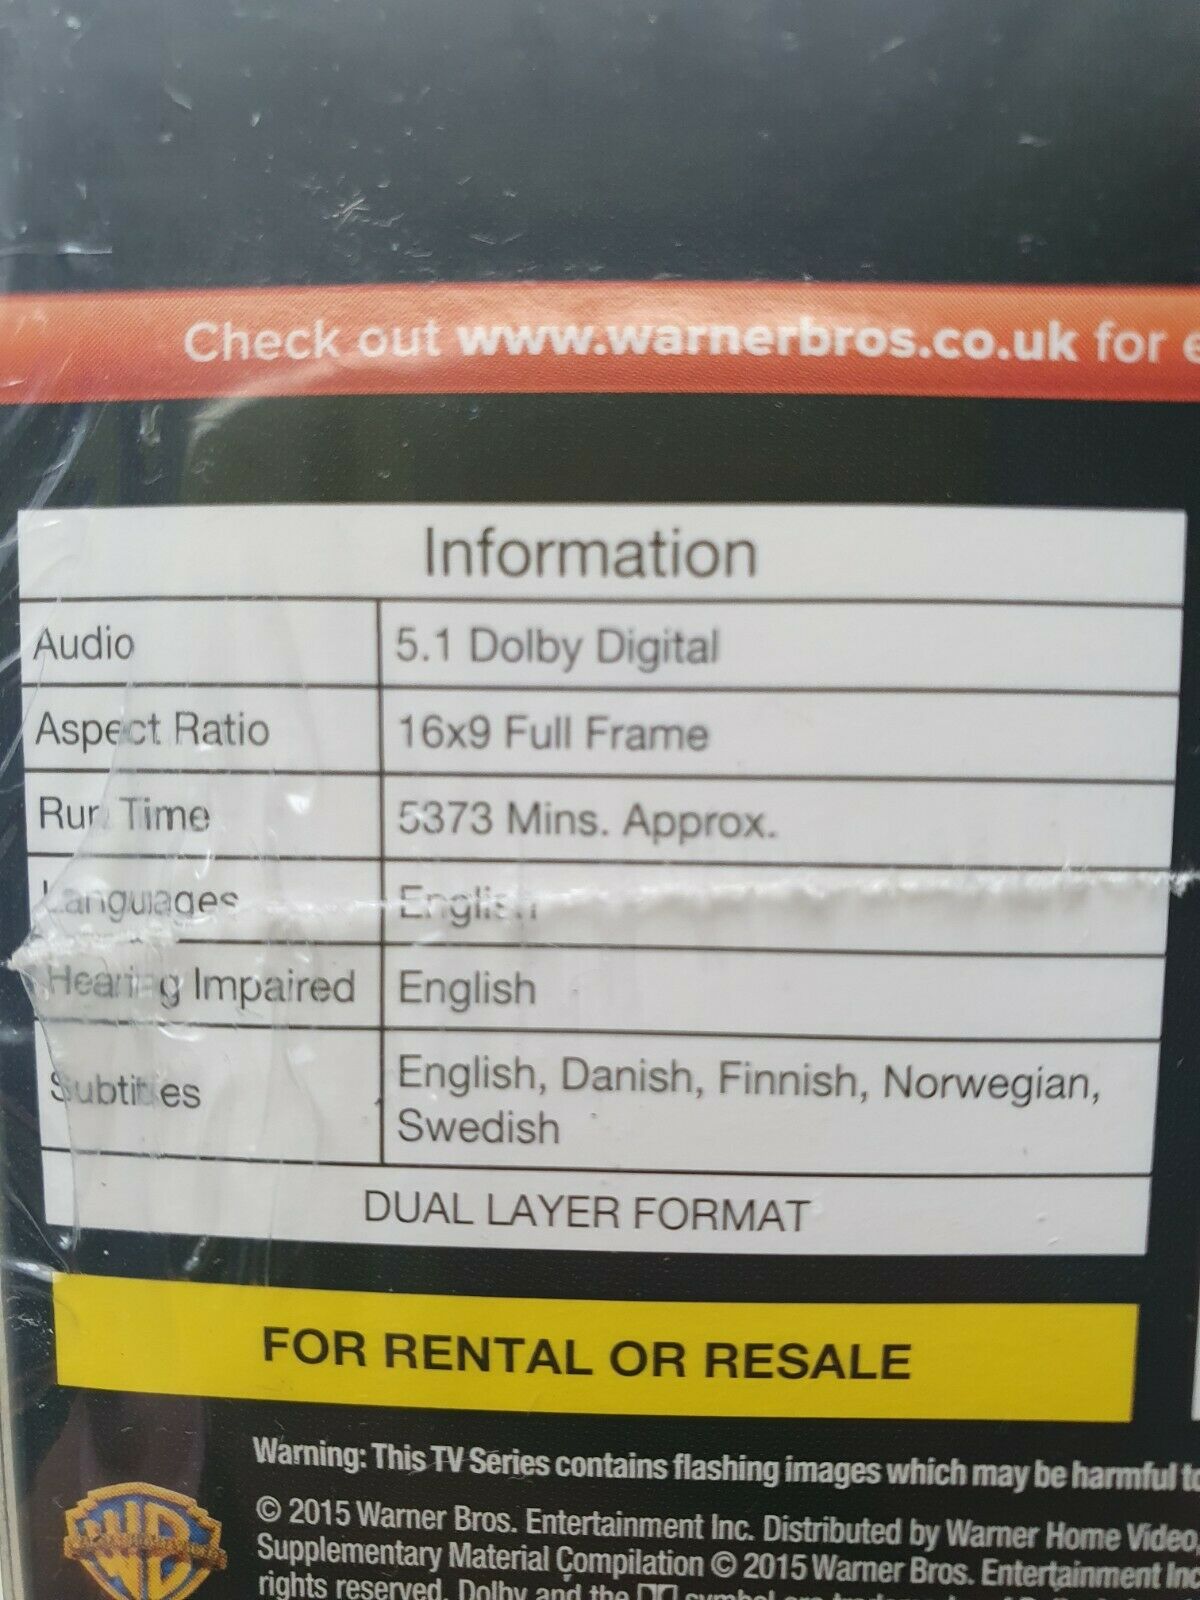 Check out www.warnerbros.co.uk for e
Information
Audio 5.1 Dolby Digital
Aspect Ratio 16x9 Full Frame
Run Time 5373 Mins. Approx.
Languages English
Hearing Impaired English
Subtitles English, Danish, Finnish, Norwegian,
Swedish
DUAL LAYER FORMAT
FOR RENTAL OR RESALE
Warning: This TV Series contains flashing images which may be harmful to
© 2015 Warner Bros. Entertainment Inc. Distributed by Warner Home Video,
Supplementary Material Compilation © 2015 Warner Bros. Entertainment Inc
rights reserved. Dolby and the symbol are
WB